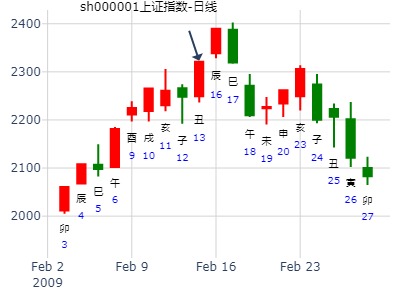 sh000001上证指数-日线
2400
2300
2200
2100
2000
卯
3
辰
4
巳
5
午
6
酉
9
戌
10
亥
11
子
12
丑
13
辰
16
巳
17
午
18
未
19
申
20
亥
23
子
24
丑
25
寅
26
卯
27
Feb 2
2009
Feb 9
Feb 16
Feb 23